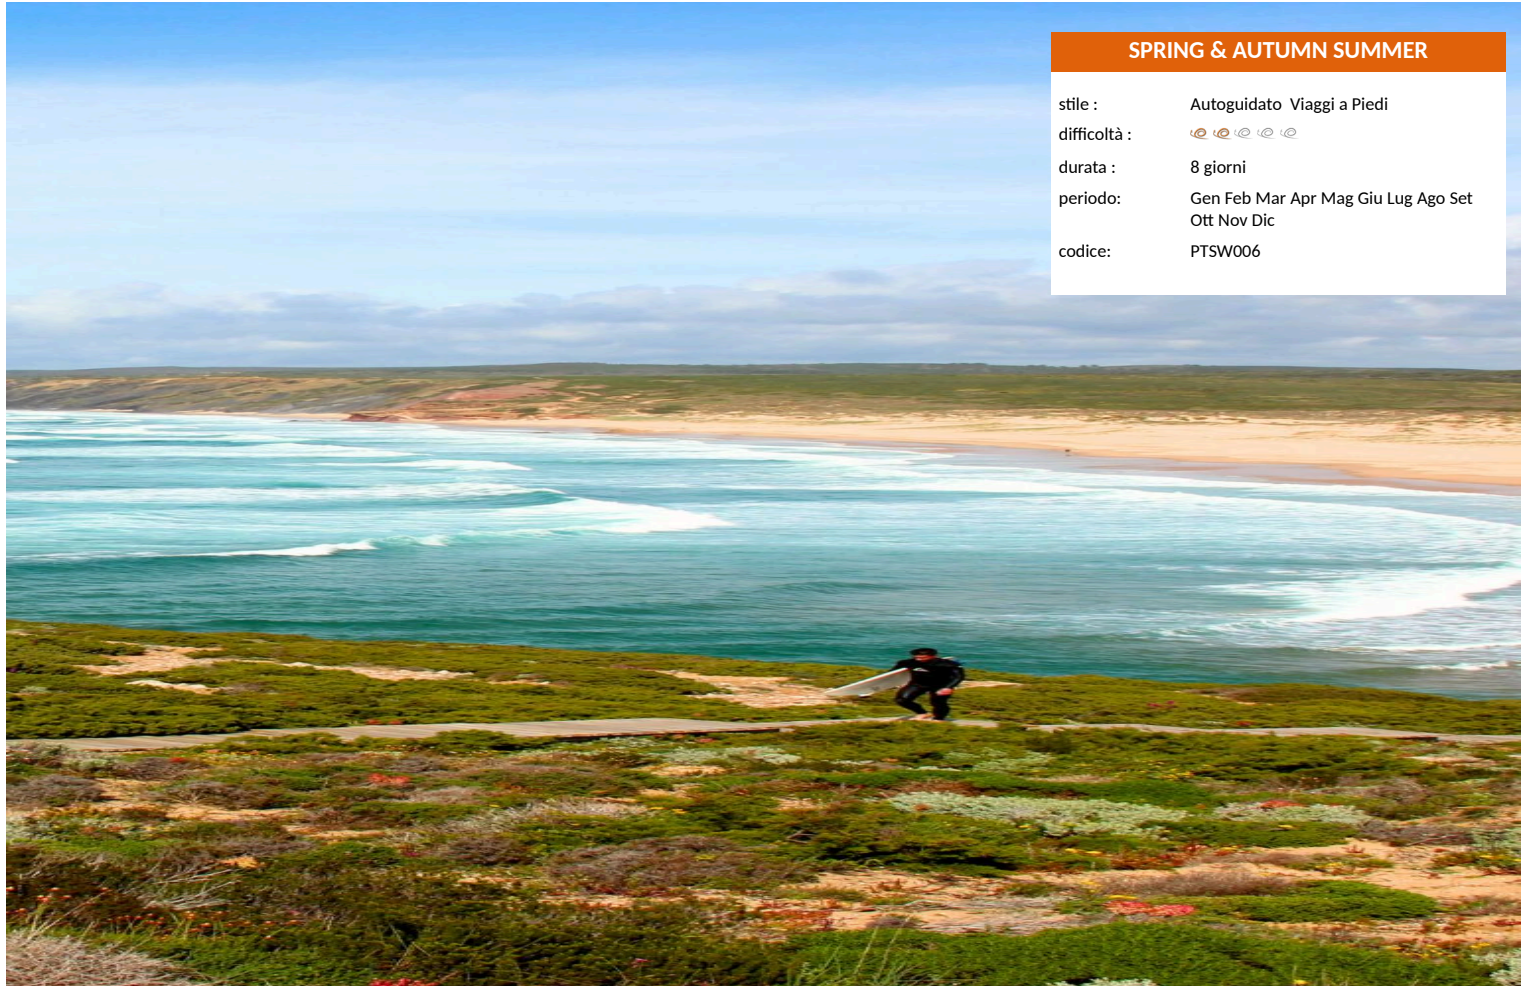 SPRING & AUTUMN SUMMER
stile : Autoguidato  Viaggi a Piedi
difficoltà :
durata : 8 giorni
periodo: Gen Feb Mar Apr Mag Giu Lug Ago Set
Ott Nov Dic
codice: PTSW006